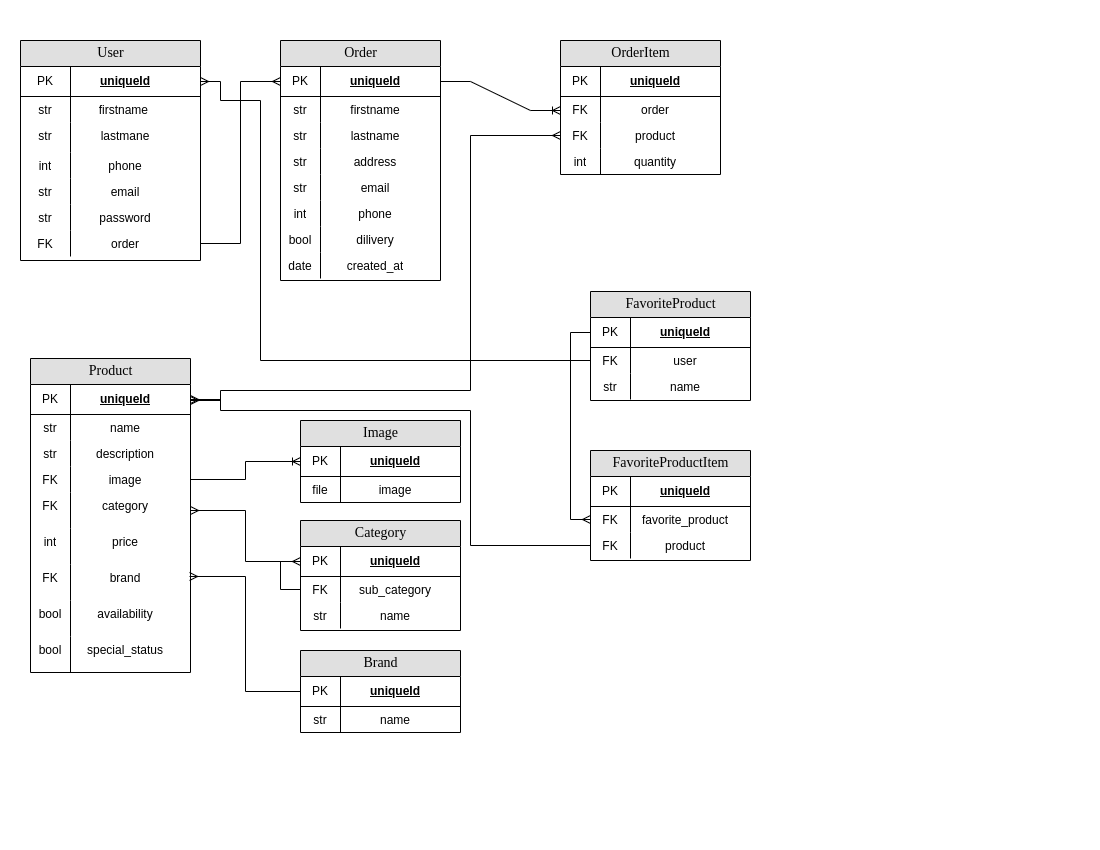 User
PK uniqueId
str firstname
str lastmane
int phone
str email
str password
FK order
Order
PK uniqueId
str firstname
str lastname
str address
str email
int phone
bool dilivery
date created_at
OrderItem
PK uniqueId
FK order
FK product
int quantity
FavoriteProduct
PK uniqueId
FK user
str name
Product
PK uniqueId
str name
str description
FK image
FK category
int price
FK brand
bool availability
bool special_status
Image
PK uniqueId
file image
Category
PK uniqueId
FK sub_category
str name
Brand
PK uniqueId
str name
FavoriteProductItem
PK uniqueId
FK favorite_product
FK product